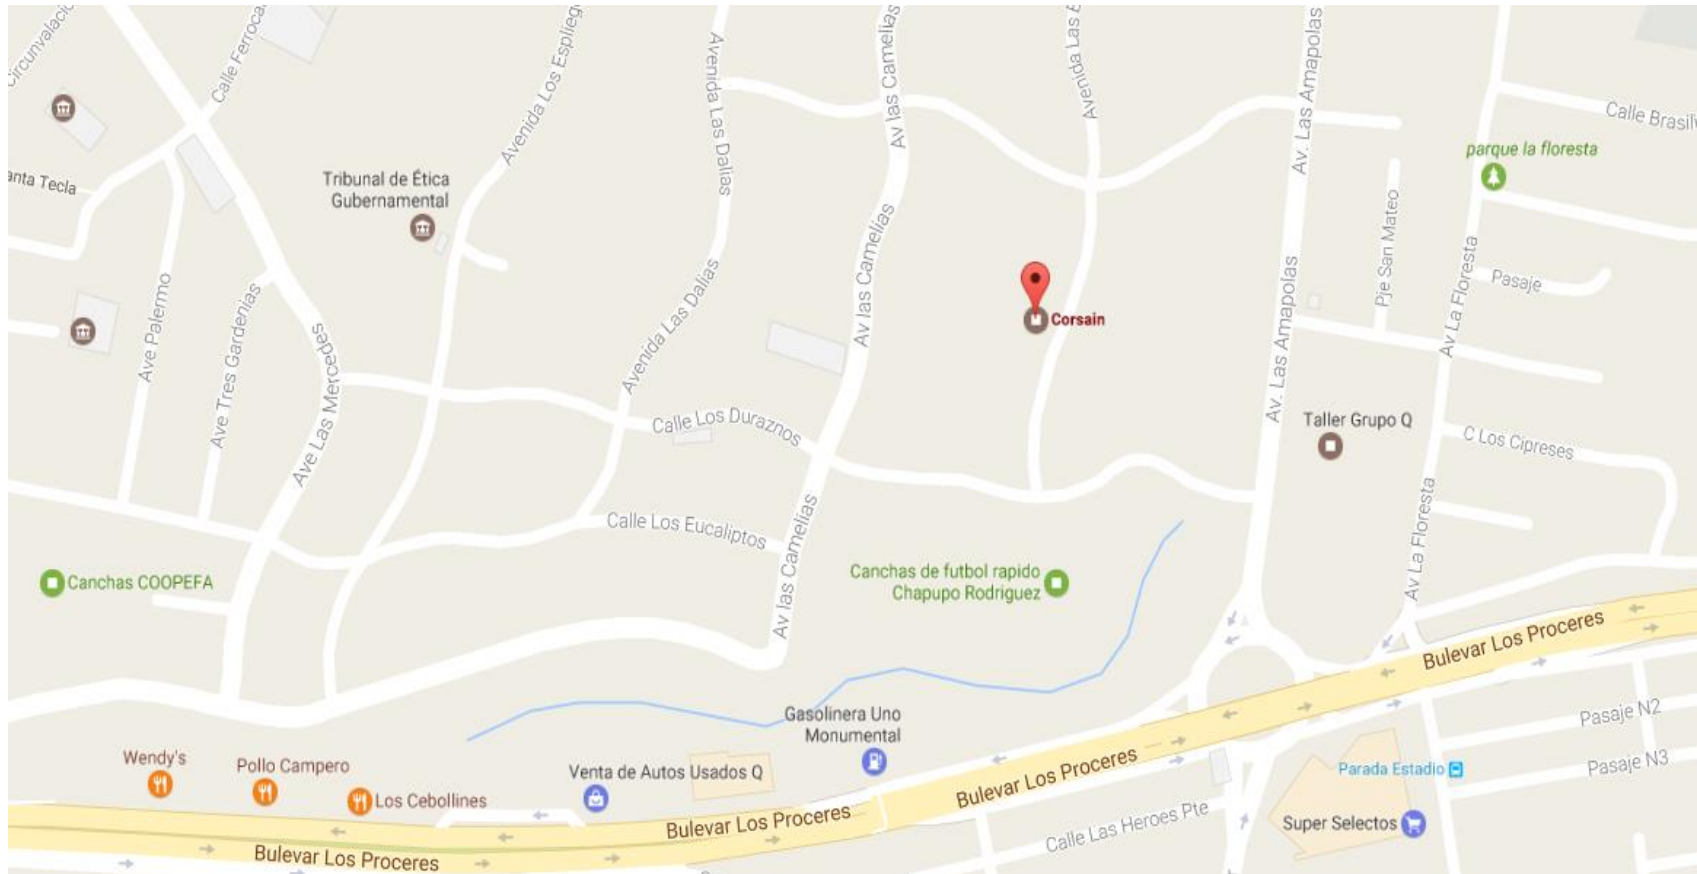 Circunvalació
Calle Ferroca
Avenida Los Esplieg
Avenida Las Dalias
Av las Camelias
Avenida Las B
Av. Las Amapolas
Calle Brasil
parque la floresta
anta Tecla
Tribunal de Ética
Gubernamental
Av las Camelias
Pje San Mateo
Av La Floresta
Pasaje
Ave Palermo
Ave Tres Gardenias
Ave Las Mercedes
Avenida Las Dalias
Corsain
Av. Las Amapolas
Calle Los Duraznos
Taller Grupo Q
C Los Cipreses
Calle Los Eucaliptos
Av las Camelias
Av La Floresta
Canchas COOPEFA
Canchas de futbol rapido
Chapupo Rodriguez
Bulevar Los Proceres
Gasolinera Uno
Monumental
Pasaje N2
Wendy's
Pollo Campero
Los Cebollines
Venta de Autos Usados Q
Bulevar Los Proceres
Parada Estadio
Pasaje N3
Bulevar Los Proceres
Calle Las Heroes Pte
Super Selectos
Bulevar Los Proceres